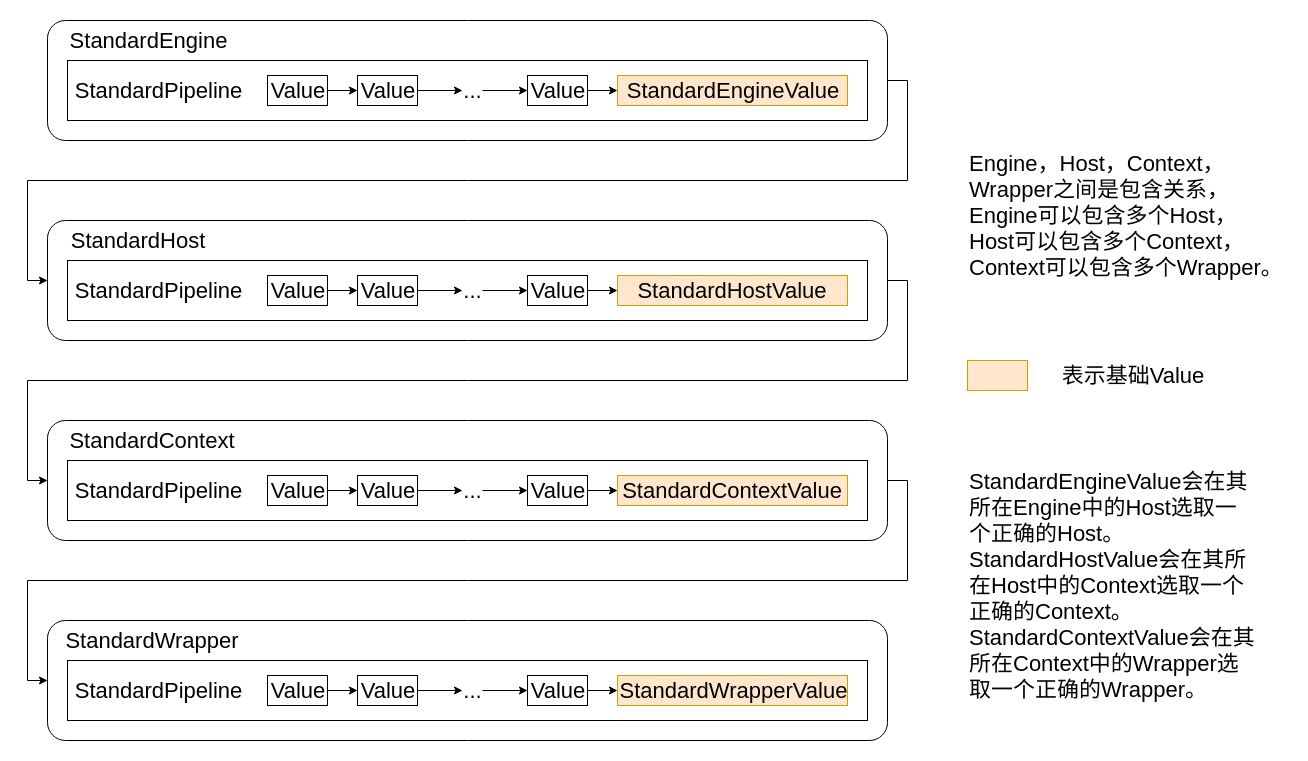 StandardEngine
StandardPipeline Value Value ... Value StandardEngineValue
StandardHost
StandardPipeline Value Value ... Value StandardHostValue
StandardContext
StandardPipeline Value Value ... Value StandardContextValue
StandardWrapper
StandardPipeline Value Value ... Value StandardWrapperValue
Engine，Host，Context，
Wrapper之间是包含关系，
Engine可以包含多个Host，
Host可以包含多个Context，
Context可以包含多个Wrapper。
表示基础Value
StandardEngineValue会在其
所在Engine中的Host选取一
个正确的Host。
StandardHostValue会在其所
在Host中的Context选取一个
正确的Context。
StandardContextValue会在其
所在Context中的Wrapper选
取一个正确的Wrapper。